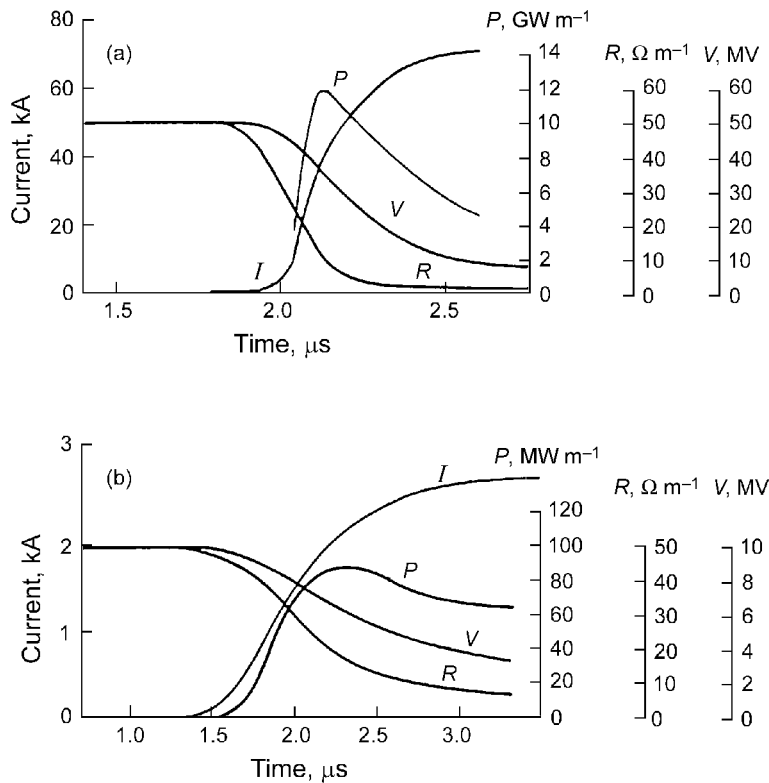 (a)
Current, kA
80
60
40
20
0
1.5
2.0
2.5
Time, μs
I
P
V
R
P, GW m⁻¹
14
12
10
8
6
4
2
0
R, Ω m⁻¹
60
50
40
30
20
10
0
V, MV
60
50
40
30
20
10
0
(b)
Current, kA
3
2
1
0
1.0
1.5
2.0
2.5
3.0
Time, μs
I
P
V
R
P, MW m⁻¹
120
100
80
60
40
20
0
R, Ω m⁻¹
50
40
30
20
10
0
V, MV
10
8
6
4
2
0